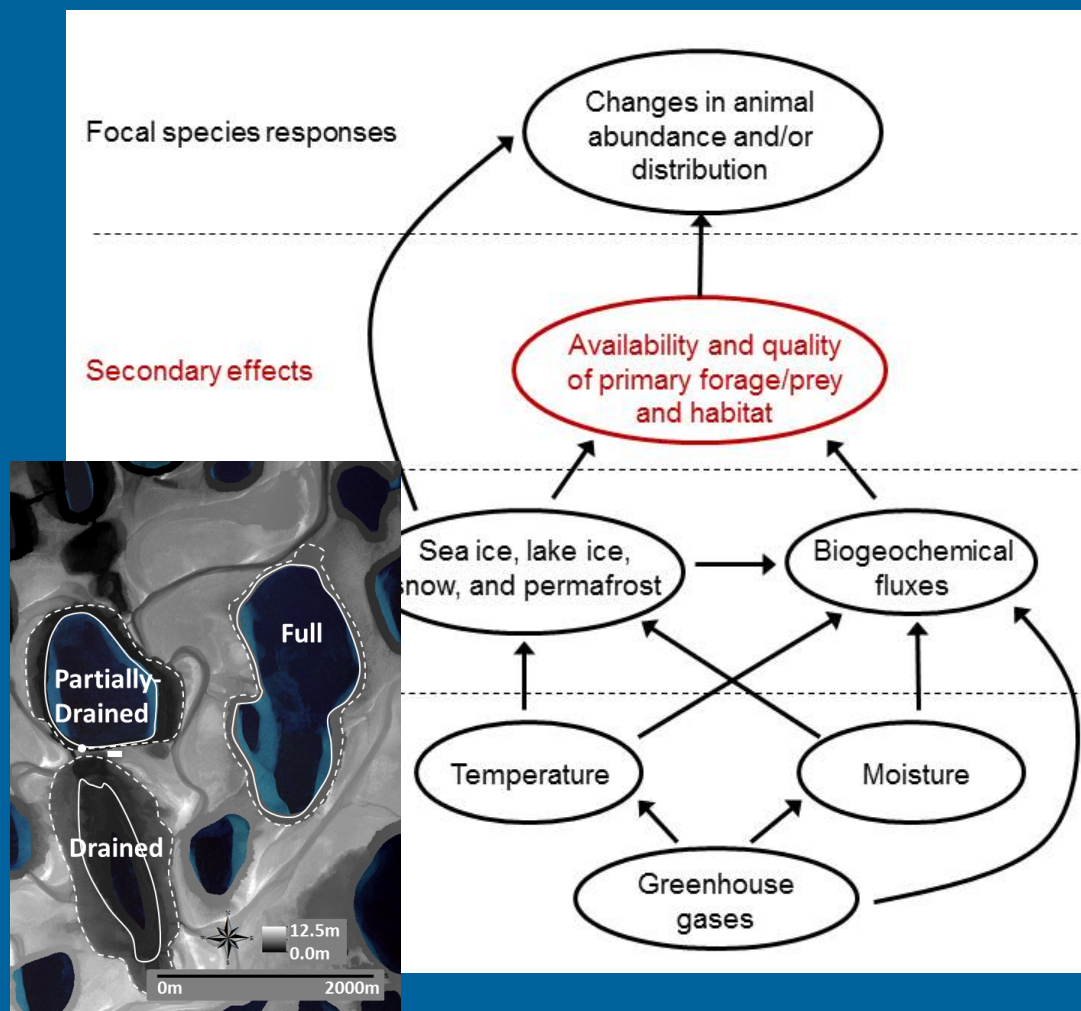 Focal species responses
Changes in animal
abundance and/or
distribution
Secondary effects
Availability and quality
of primary forage/prey
and habitat
Sea ice, lake ice,
snow, and permafrost
Biogeochemical
fluxes
Temperature
Moisture
Greenhouse
gases
Full
Partially-
Drained
Drained
12.5m
0.0m
0m 2000m